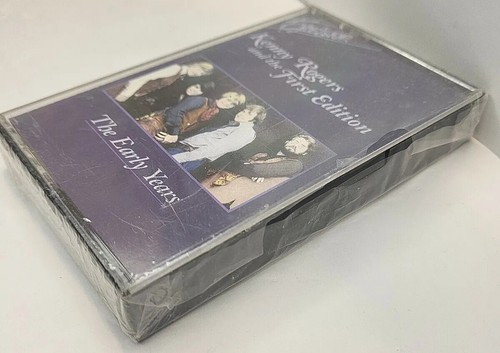 Kenny Rogers
and the First Edition
The Early Years